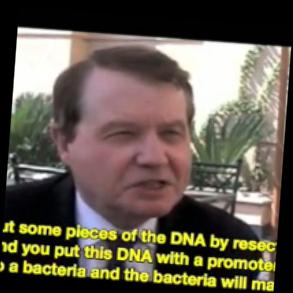 ut some pieces of the DNA by resec
nd you put this DNA with a promote
o a bacteria and the bacteria will ma